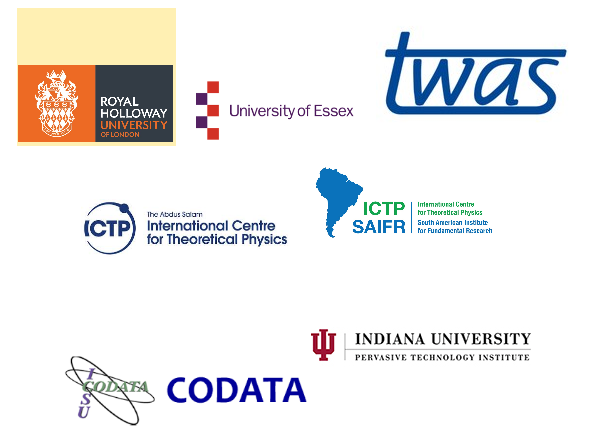 ROYAL
HOLLOWAY
UNIVERSITY
OF LONDON
University of Essex
twas
ICTP
The Abdus Salam
International Centre
for Theoretical Physics
ICTP
SAIFR
International Centre
for Theoretical Physics
South American Institute
for Fundamental Research
INDIANA UNIVERSITY
PERVASIVE TECHNOLOGY INSTITUTE
I
CODATA
S
U
CODATA